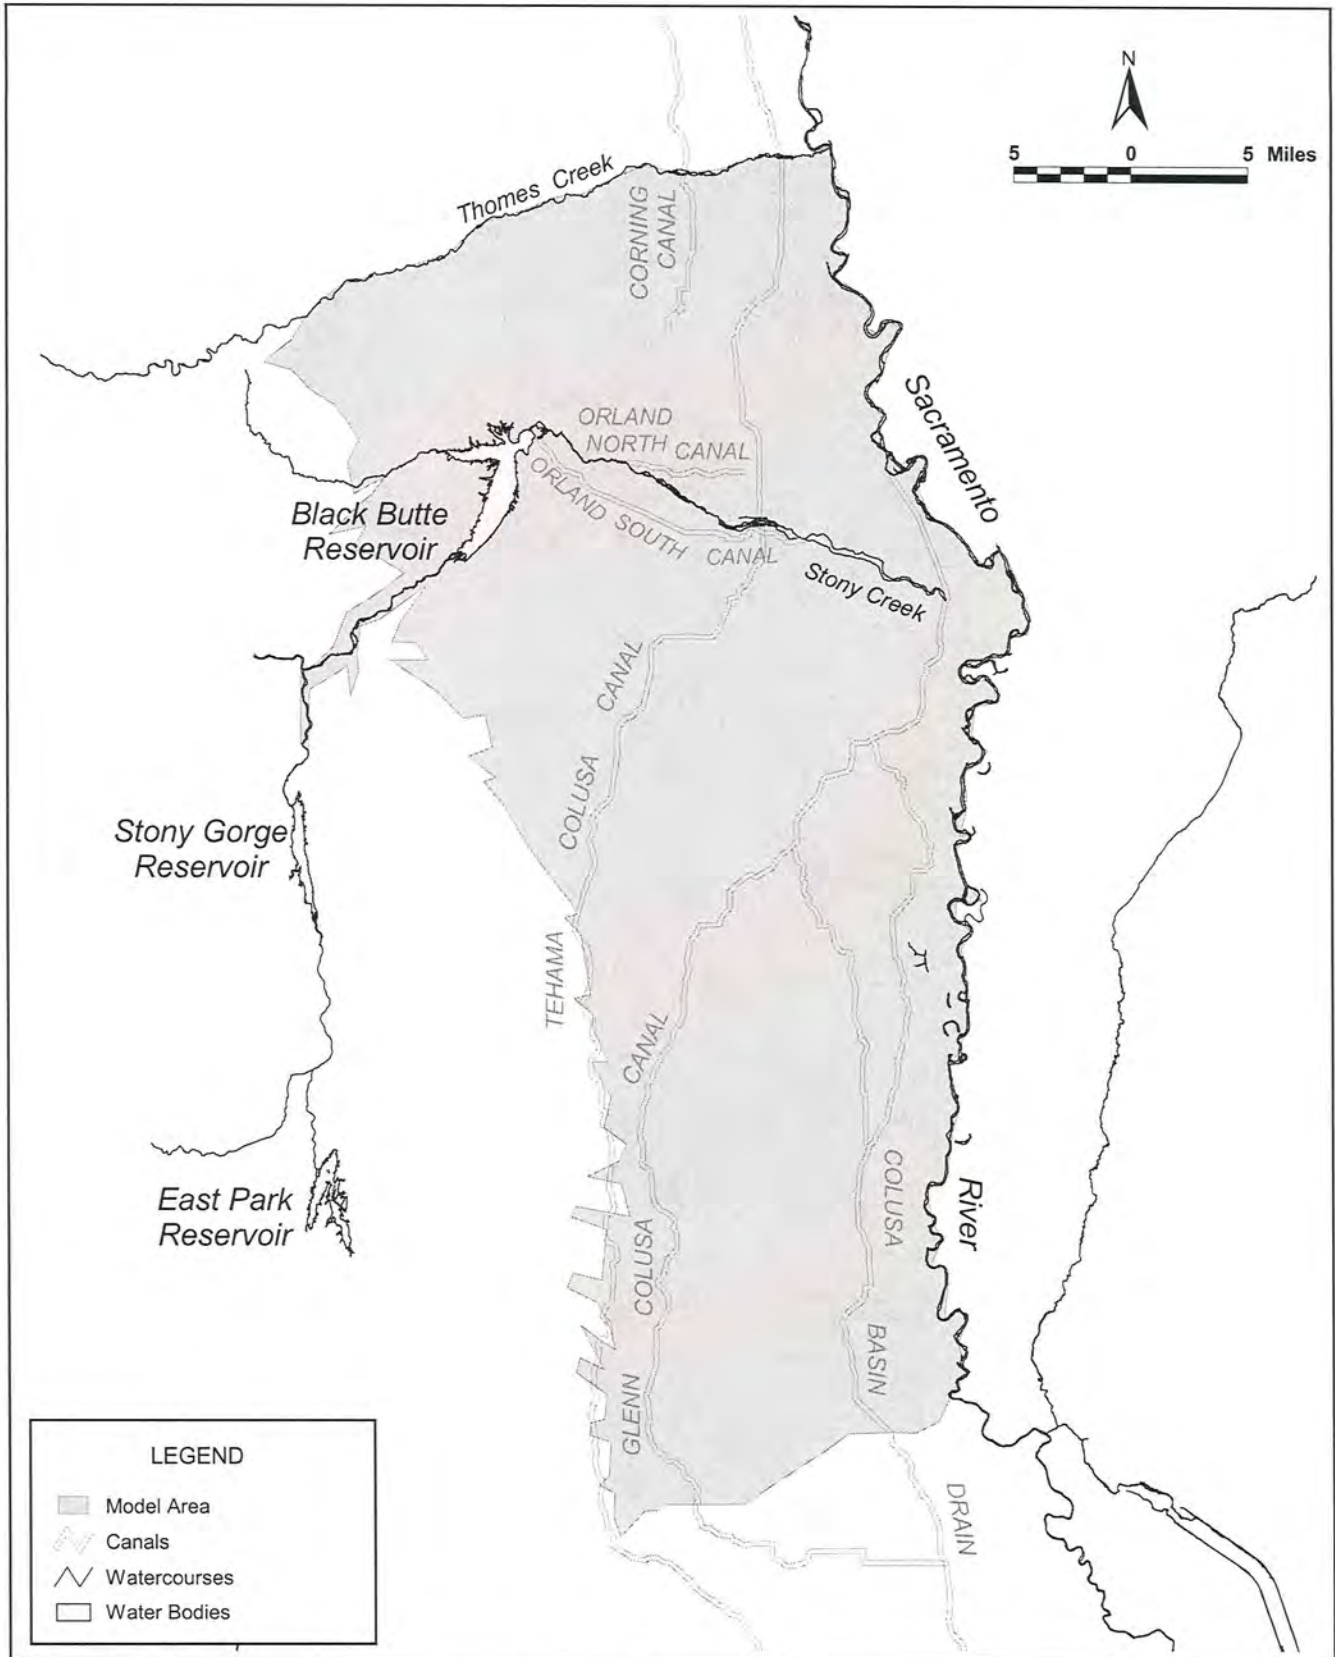 N
5 0 5 Miles
Thomes Creek
CORNING
CANAL
Sacramento
ORLAND
NORTH CANAL
Black Butte
Reservoir
ORLAND SOUTH CANAL
Stony Creek
COLUSA CANAL
Stony Gorge
Reservoir
TEHAMA
CANAL
East Park
Reservoir
COLUSA
River
COLUSA
BASIN
GLENN
DRAIN
LEGEND
Model Area
Canals
Watercourses
Water Bodies